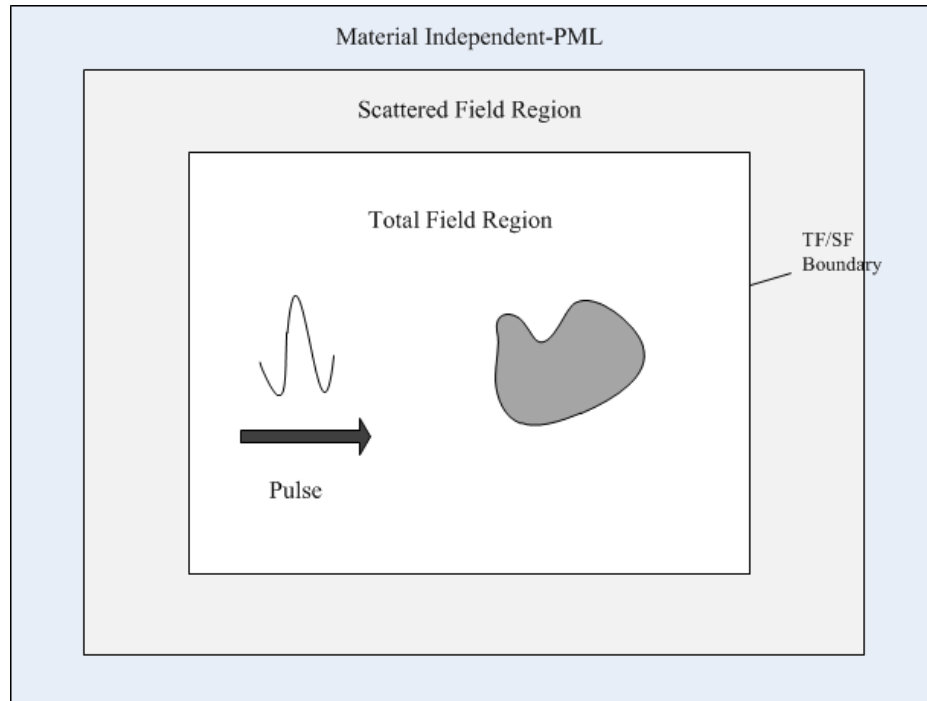 Material Independent-PML
Scattered Field Region
Total Field Region
TF/SF
Boundary
Pulse